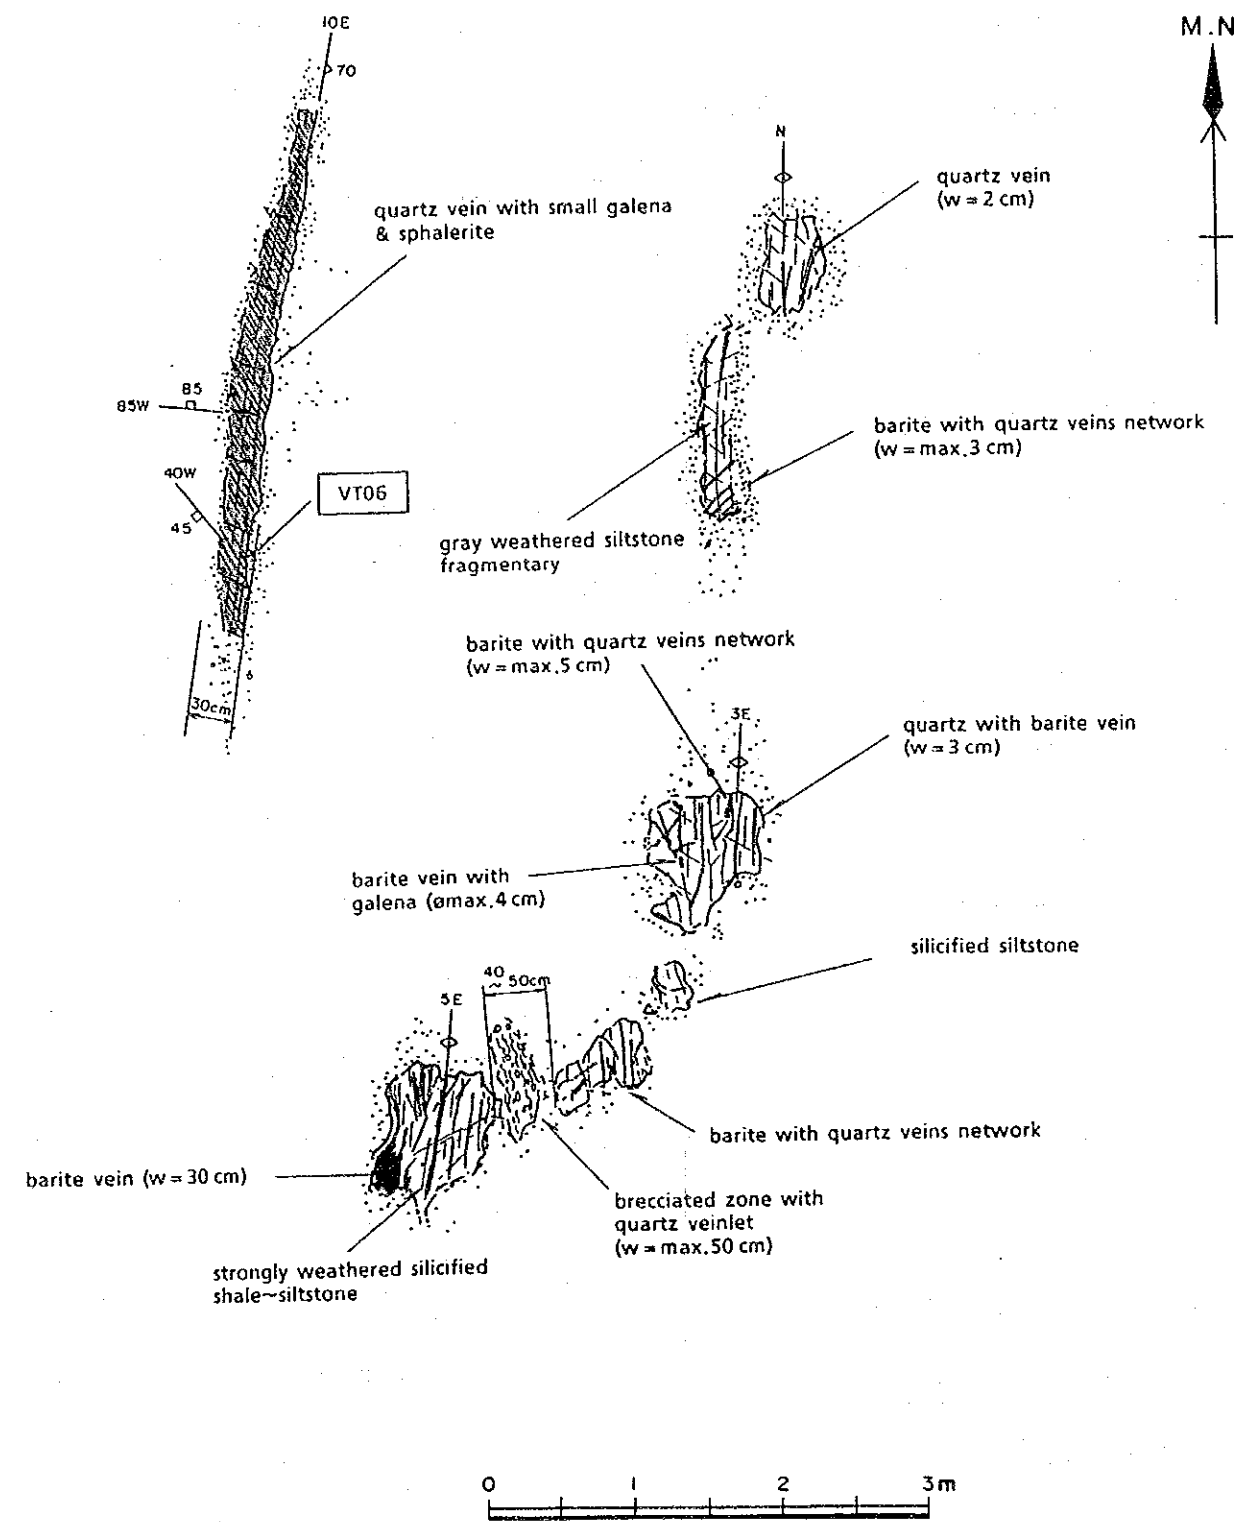 10E
70
M.N
N
quartz vein
(w = 2 cm)
quartz vein with small galena
& sphalerite
85
85W
barite with quartz veins network
(w = max.3 cm)
40W
VT06
45
gray weathered siltstone
fragmentary
barite with quartz veins network
(w = max.5 cm)
30cm
3E
quartz with barite vein
(w = 3 cm)
barite vein with
galena (ømax.4 cm)
silicified siltstone
40
~ 50cm
5E
barite with quartz veins network
barite vein (w = 30 cm)
brecciated zone with
quartz veinlet
(w = max.50 cm)
strongly weathered silicified
shale~siltstone
0 1 2 3m